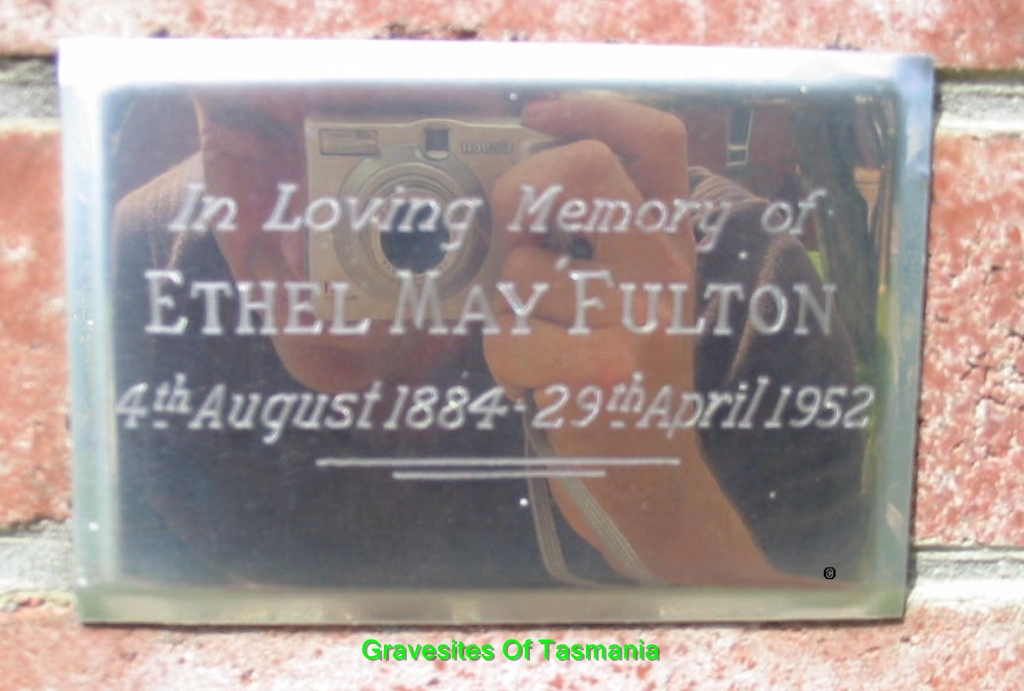 In Loving Memory of
ETHEL MAY FULTON
4th August 1884 - 29th April 1952
©
Gravesites Of Tasmania